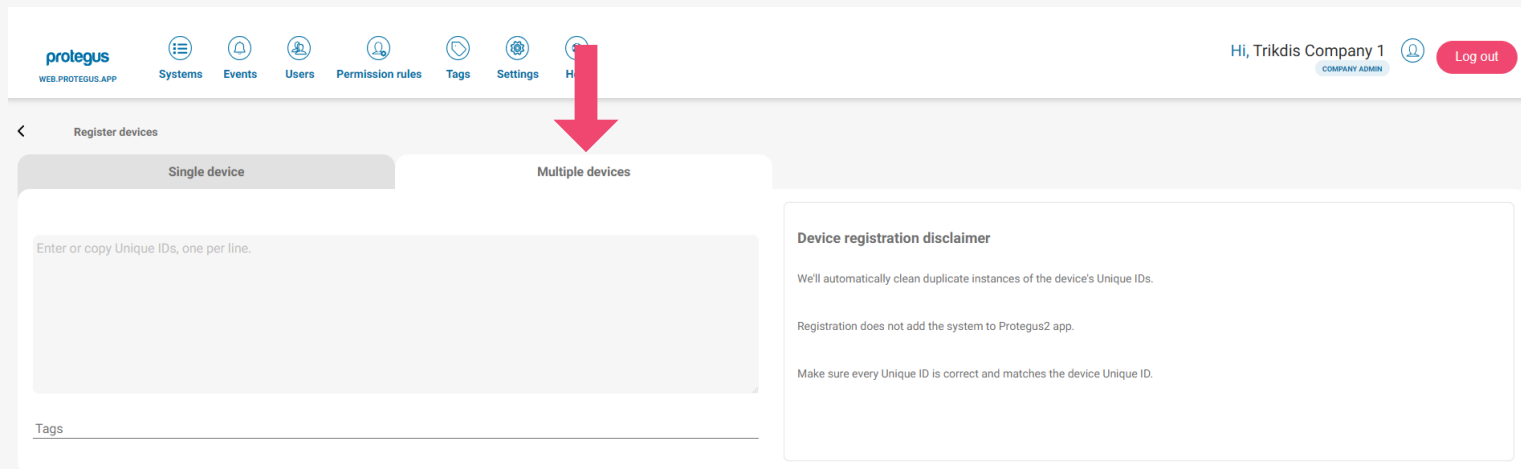 protegus
WEB.PROTEGUS.APP
Systems
Events
Users
Permission rules
Tags
Settings
Hi, Trikdis Company 1
COMPANY ADMIN
Log out
Register devices
Single device
Multiple devices
Enter or copy Unique IDs, one per line.
Tags
Device registration disclaimer
We'll automatically clean duplicate instances of the device's Unique IDs.
Registration does not add the system to Protegus2 app.
Make sure every Unique ID is correct and matches the device Unique ID.